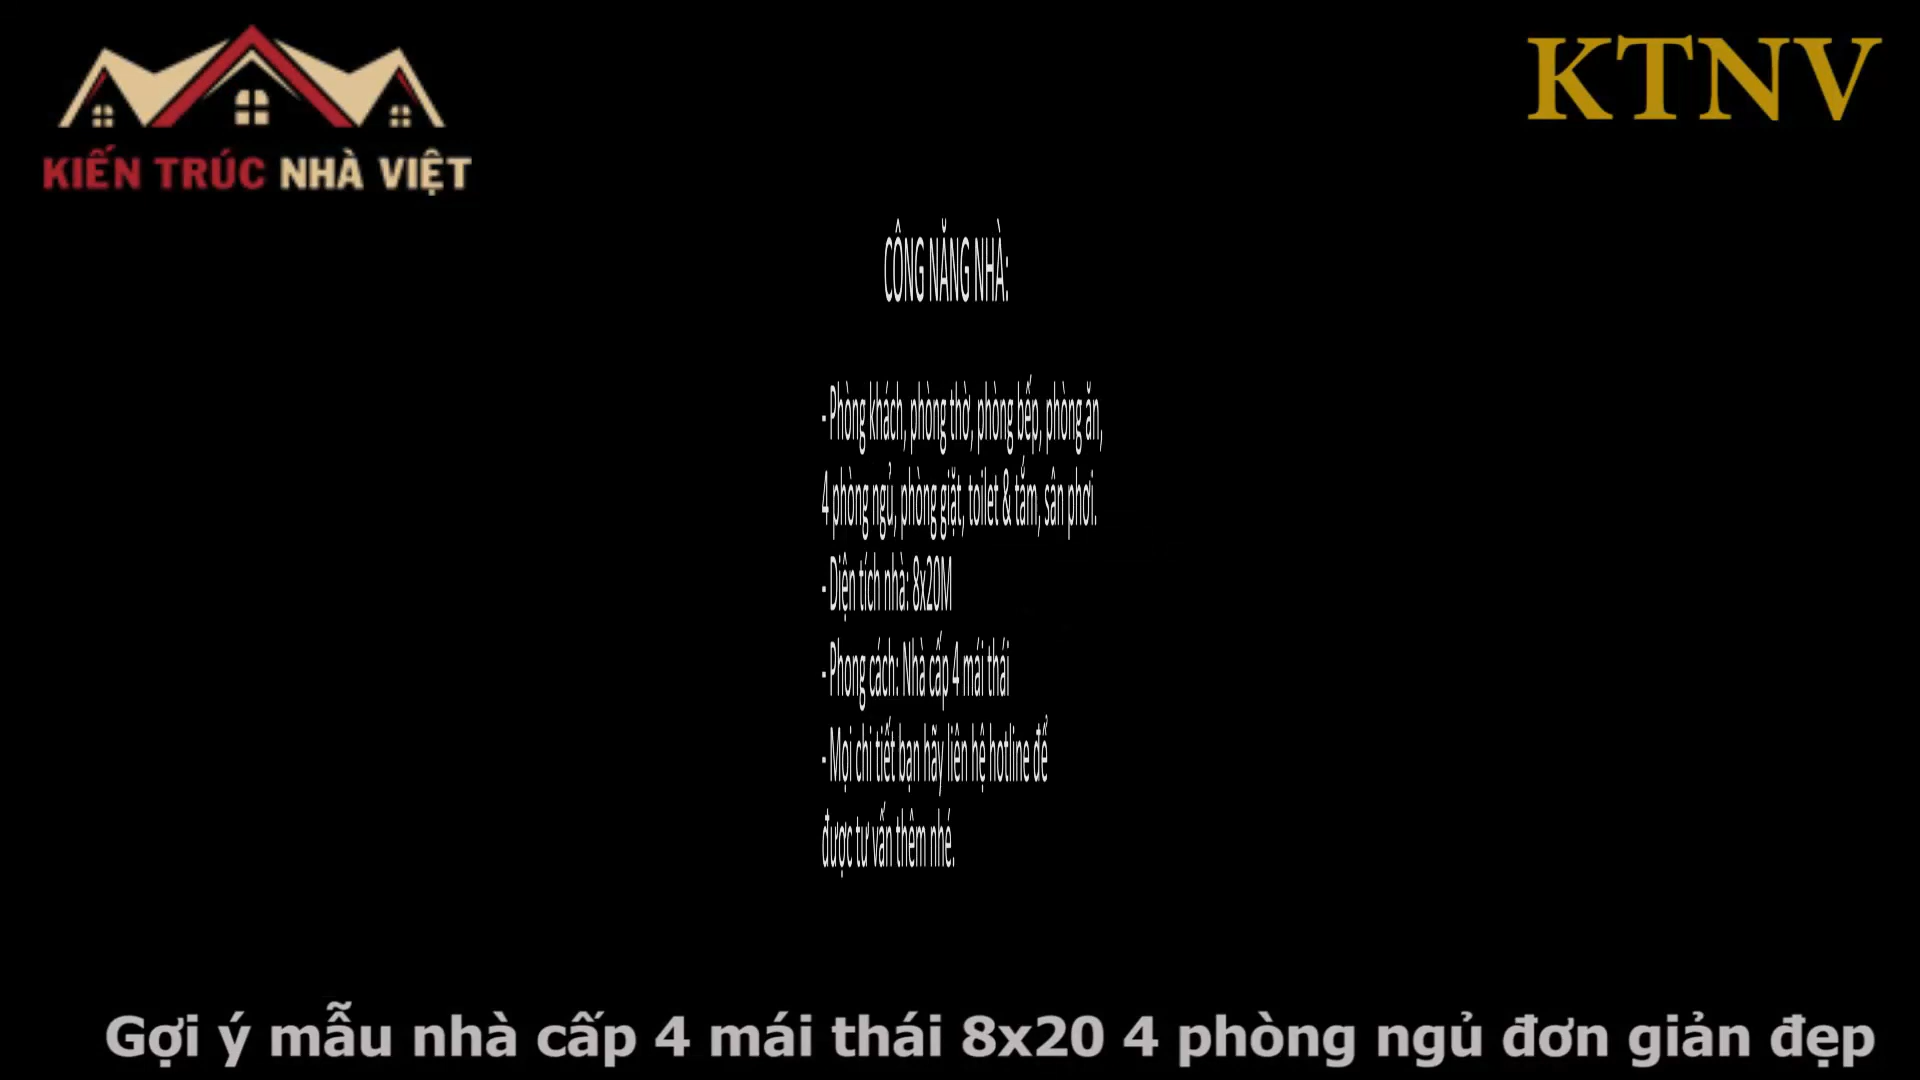 KIẾN TRÚC NHÀ VIỆT
KTNV
CÔNG NĂNG NHÀ:
- Phòng khách, phòng thờ, phòng bếp, phòng ăn,
4 phòng ngủ, phòng giặt, toilet & tắm, sân phơi.
- Diện tích nhà: 8x20M
- Phong cách: Nhà cấp 4 mái thái
- Mọi chi tiết bạn hãy liên hệ hotline để
được tư vấn thêm nhé.
Gợi ý mẫu nhà cấp 4 mái thái 8x20 4 phòng ngủ đơn giản đẹp